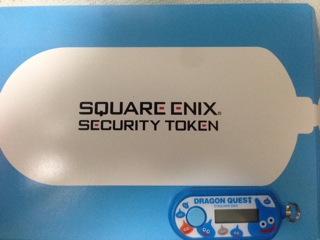 SQUARE ENIX®
SECURITY TOKEN
DRAGON QUEST